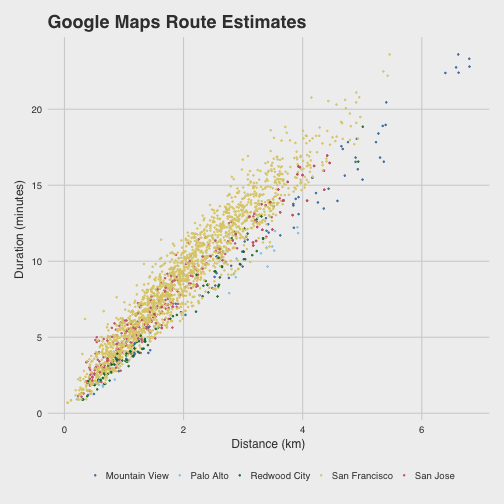 Google Maps Route Estimates
Duration (minutes)
20
15
10
5
0
0 2 4 6
Distance (km)
Mountain View Palo Alto Redwood City San Francisco San Jose